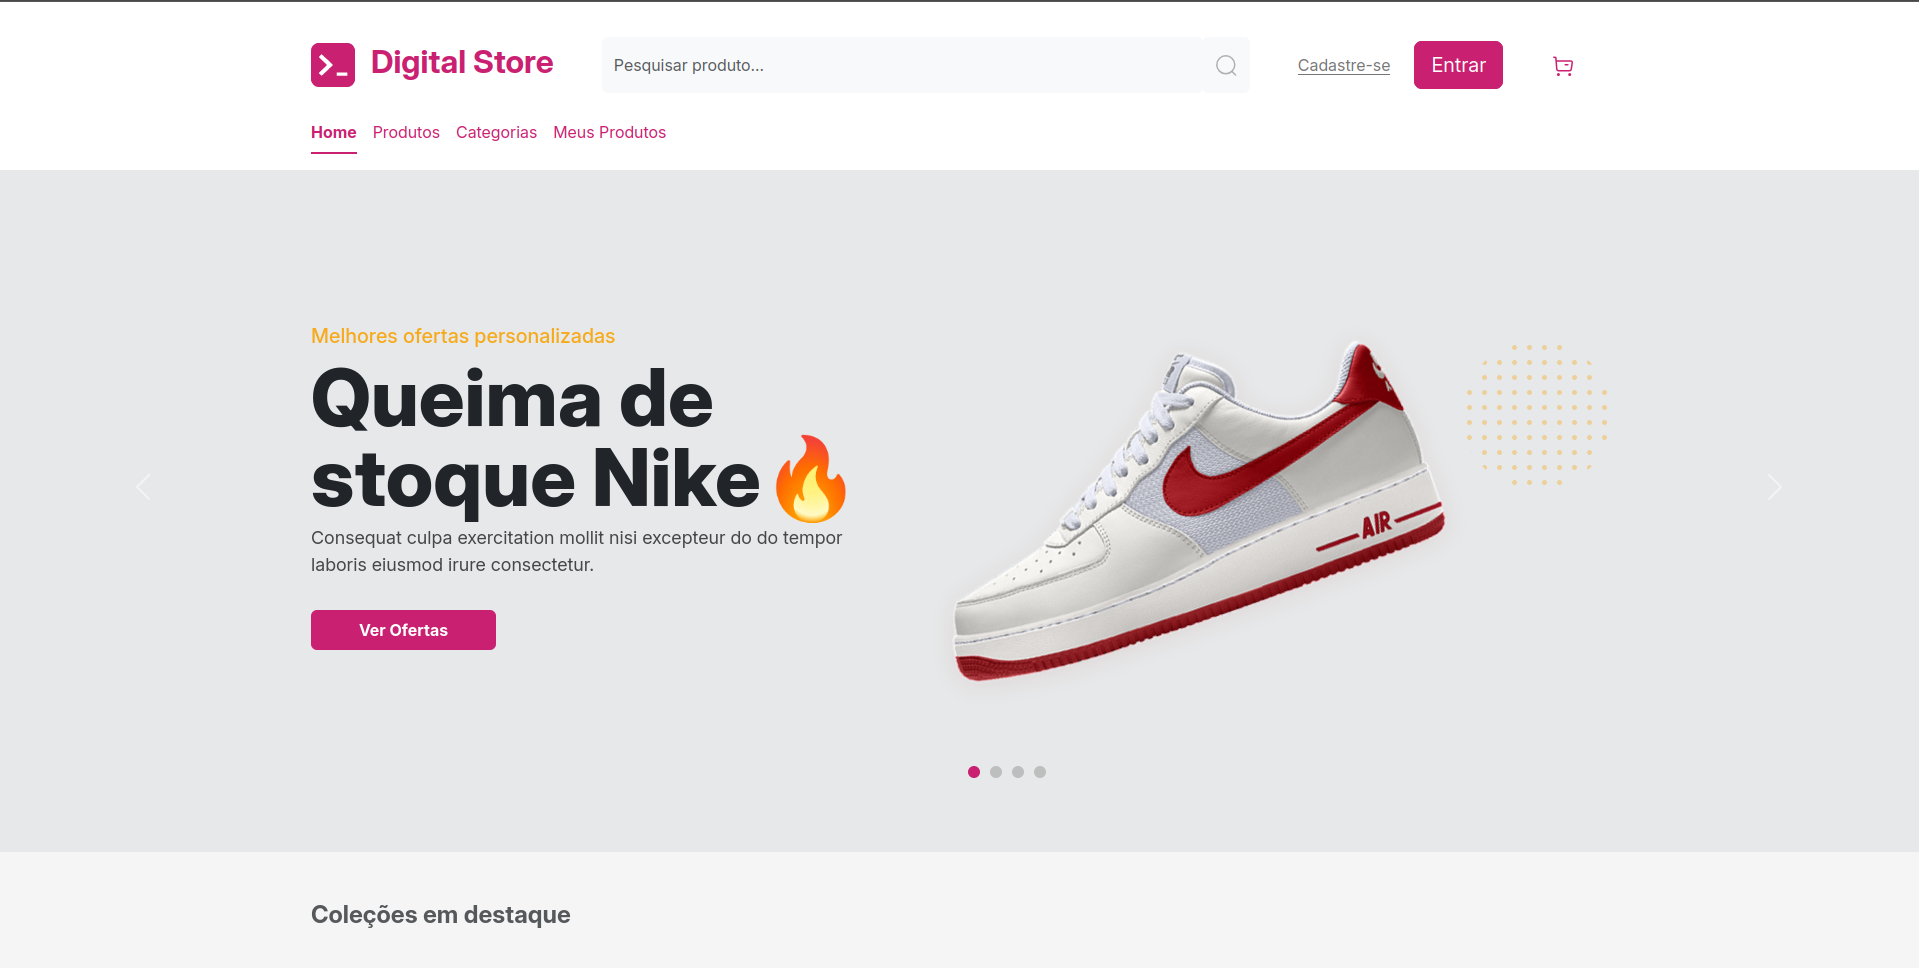 Digital Store
Pesquisar produto...
Cadastre-se
Entrar
Home Produtos Categorias Meus Produtos
Melhores ofertas personalizadas
Queima de
stoque Nike🔥
Consequat culpa exercitation mollit nisi excepteur do do tempor
laboris eiusmod irure consectetur.
Ver Ofertas
AIR
Coleções em destaque